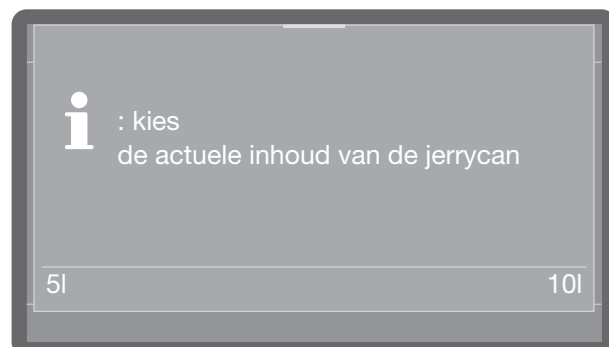 : kies
de actuele inhoud van de jerrycan
5l 10l